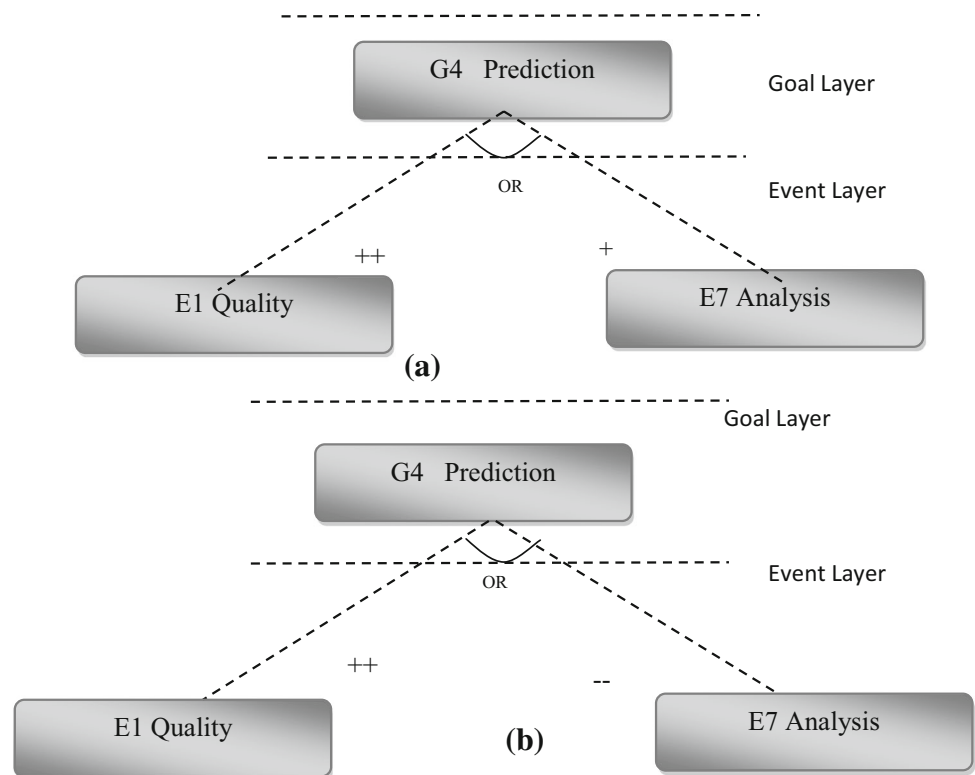 G4 Prediction
Goal Layer
OR
Event Layer
++
+
E1 Quality
E7 Analysis
(a)
Goal Layer
G4 Prediction
Event Layer
OR
++
--
E1 Quality
E7 Analysis
(b)